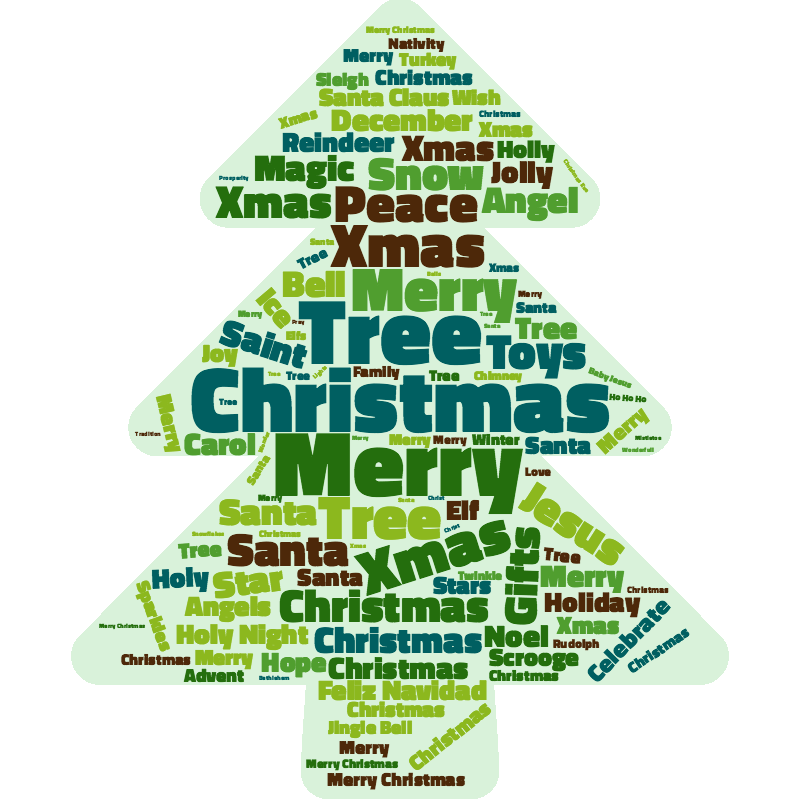 Merry Christmas
Nativity
Merry Turkey
Sleigh Christmas
Santa Claus Wish
Xmas December Christmas
Xmas
Reindeer Xmas Holly
Magic Snow Jolly
Christmas Eve
Prosperity
Xmas Peace Angel
Santa Xmas
Tree
Xmas
Bell Merry
Bells
Merry
Ice
Santa
Merry
Tree
Pray
Saint Tree
Santa
Tree
Elfs
Toys
Joy
Tree
Tree
Light
Family
Tree
Chimney
Baby Jesus
Tree
Christmas
Ho Ho Ho
Merry
Merry
Tradition
Carol
Merry
Merry
Merry
Winter
Santa
Mistletoe
Wonderfull
Santa
Merry
Love
Merry
Santa
Christ
Santa
Tree
Elf
Jesus
Snowflakes
Christmas
Christ
Tree
Santa
Xmas
Xmas
Gifts
Tree
Holy
Star
Santa
Twinkle
Stars
Merry
Sparkles
Angels
Christmas
Christmas
Holiday
Merry Christmas
Holy Night
Christmas
Noel
Xmas
Rudolph
Celebrate
Christmas
Christmas
Merry
Hope
Christmas
Scrooge
Advent
Bethlehem
Christmas
Feliz Navidad
Christmas
Jingle Bell
Christmas
Merry
Merry Christmas
Merry Christmas